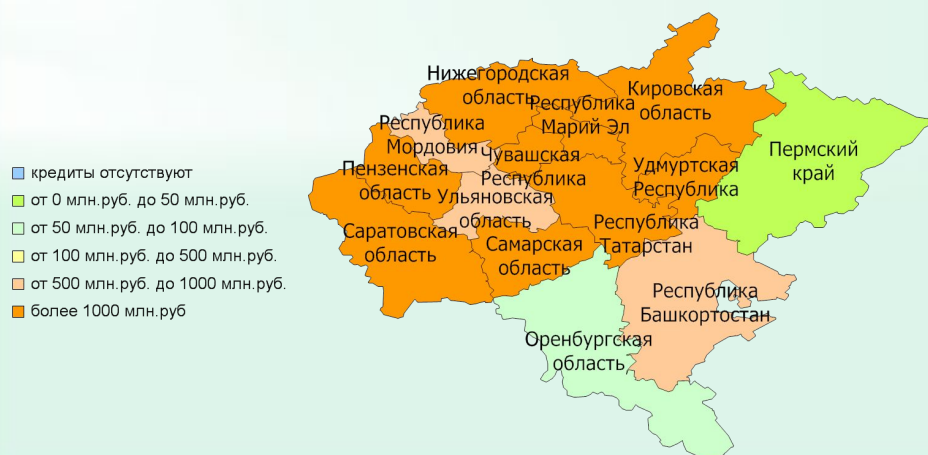 кредиты отсутствуют
от 0 млн.руб. до 50 млн.руб.
от 50 млн.руб. до 100 млн.руб.
от 100 млн.руб. до 500 млн.руб.
от 500 млн.руб. до 1000 млн.руб.
более 1000 млн.руб
Нижегородская
область
Республика
Марий Эл
Кировская
область
Пермский
край
Республика
Мордовия
Чувашская
Республика
Удмуртская
Республика
Пензенская
область
Ульяновская
область
Республика
Татарстан
Саратовская
область
Самарская
область
Республика
Башкортостан
Оренбургская
область